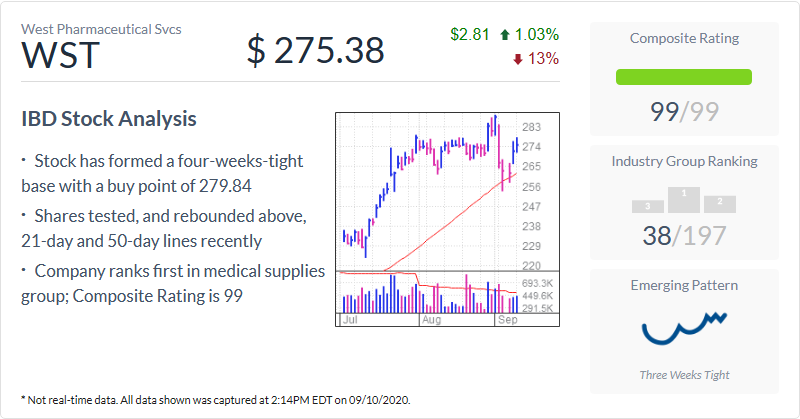 West Pharmaceutical Svcs
WST
$ 275.38
$2.81 1.03%
13%
IBD Stock Analysis
· Stock has formed a four-weeks-tight
base with a buy point of 279.84
· Shares tested, and rebounded above,
21-day and 50-day lines recently
· Company ranks first in medical supplies
group; Composite Rating is 99
283
274
265
256
247
238
229
220
693.3K
449.6K
291.5K
Jul Aug Sep
Composite Rating
99/99
Industry Group Ranking
3 1 2
38/197
Emerging Pattern
Three Weeks Tight
* Not real-time data. All data shown was captured at 2:14PM EDT on 09/10/2020.